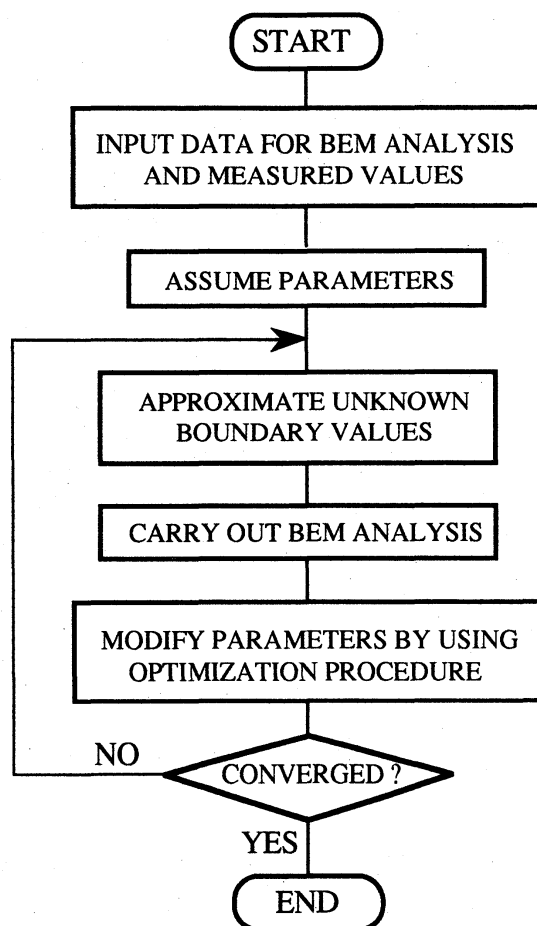 START
INPUT DATA FOR BEM ANALYSIS
AND MEASURED VALUES
ASSUME PARAMETERS
APPROXIMATE UNKNOWN
BOUNDARY VALUES
CARRY OUT BEM ANALYSIS
MODIFY PARAMETERS BY USING
OPTIMIZATION PROCEDURE
NO
CONVERGED ?
YES
END